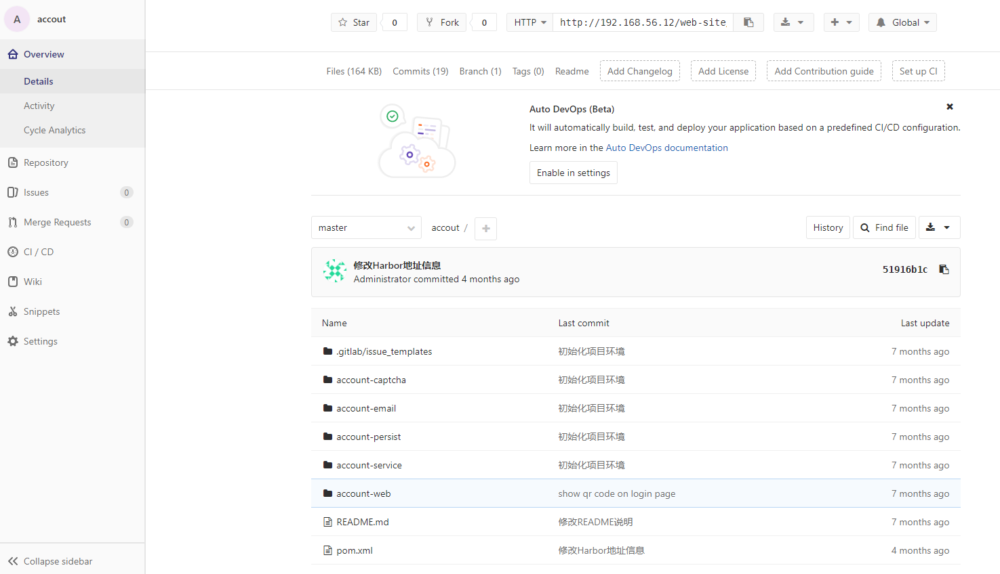 A accout
Overview
Details
Activity
Cycle Analytics
Repository
Issues 0
Merge Requests 0
CI / CD
Wiki
Snippets
Settings
Collapse sidebar
Star 0 Fork 0 HTTP http://192.168.56.12/web-site Global
Files (164 KB) Commits (19) Branch (1) Tags (0) Readme Add Changelog Add License Add Contribution guide Set up CI
Auto DevOps (Beta)
It will automatically build, test, and deploy your application based on a predefined CI/CD configuration.
Learn more in the Auto DevOps documentation
Enable in settings
master accout / History Find file
修改Harbor地址信息
Administrator committed 4 months ago
51916b1c
Name Last commit Last update
.gitlab/issue_templates 初始化项目环境 7 months ago
account-captcha 初始化项目环境 7 months ago
account-email 初始化项目环境 7 months ago
account-persist 初始化项目环境 7 months ago
account-service 初始化项目环境 7 months ago
account-web show qr code on login page 7 months ago
README.md 修改README说明 7 months ago
pom.xml 修改Harbor地址信息 4 months ago